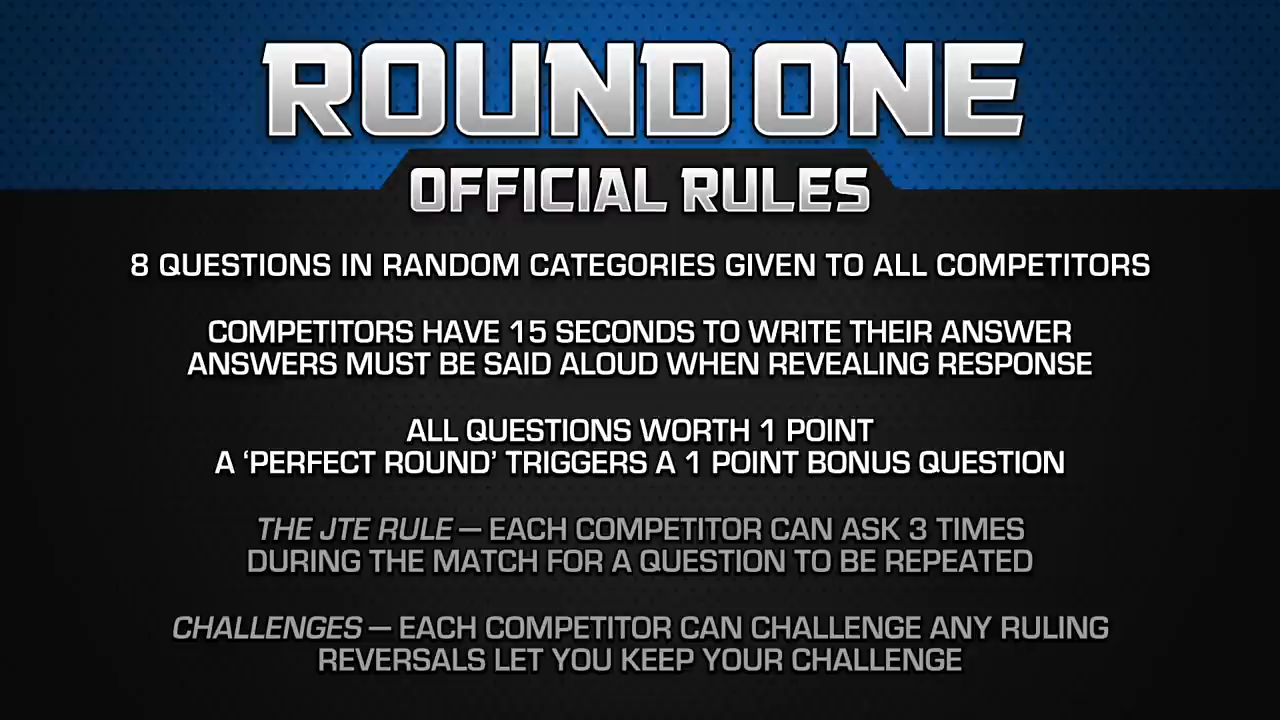 ROUND ONE
OFFICIAL RULES
8 QUESTIONS IN RANDOM CATEGORIES GIVEN TO ALL COMPETITORS
COMPETITORS HAVE 15 SECONDS TO WRITE THEIR ANSWER
ANSWERS MUST BE SAID ALOUD WHEN REVEALING RESPONSE
ALL QUESTIONS WORTH 1 POINT
A ‘PERFECT ROUND’ TRIGGERS A 1 POINT BONUS QUESTION
THE JTE RULE – EACH COMPETITOR CAN ASK 3 TIMES
DURING THE MATCH FOR A QUESTION TO BE REPEATED
CHALLENGES – EACH COMPETITOR CAN CHALLENGE ANY RULING
REVERSALS LET YOU KEEP YOUR CHALLENGE